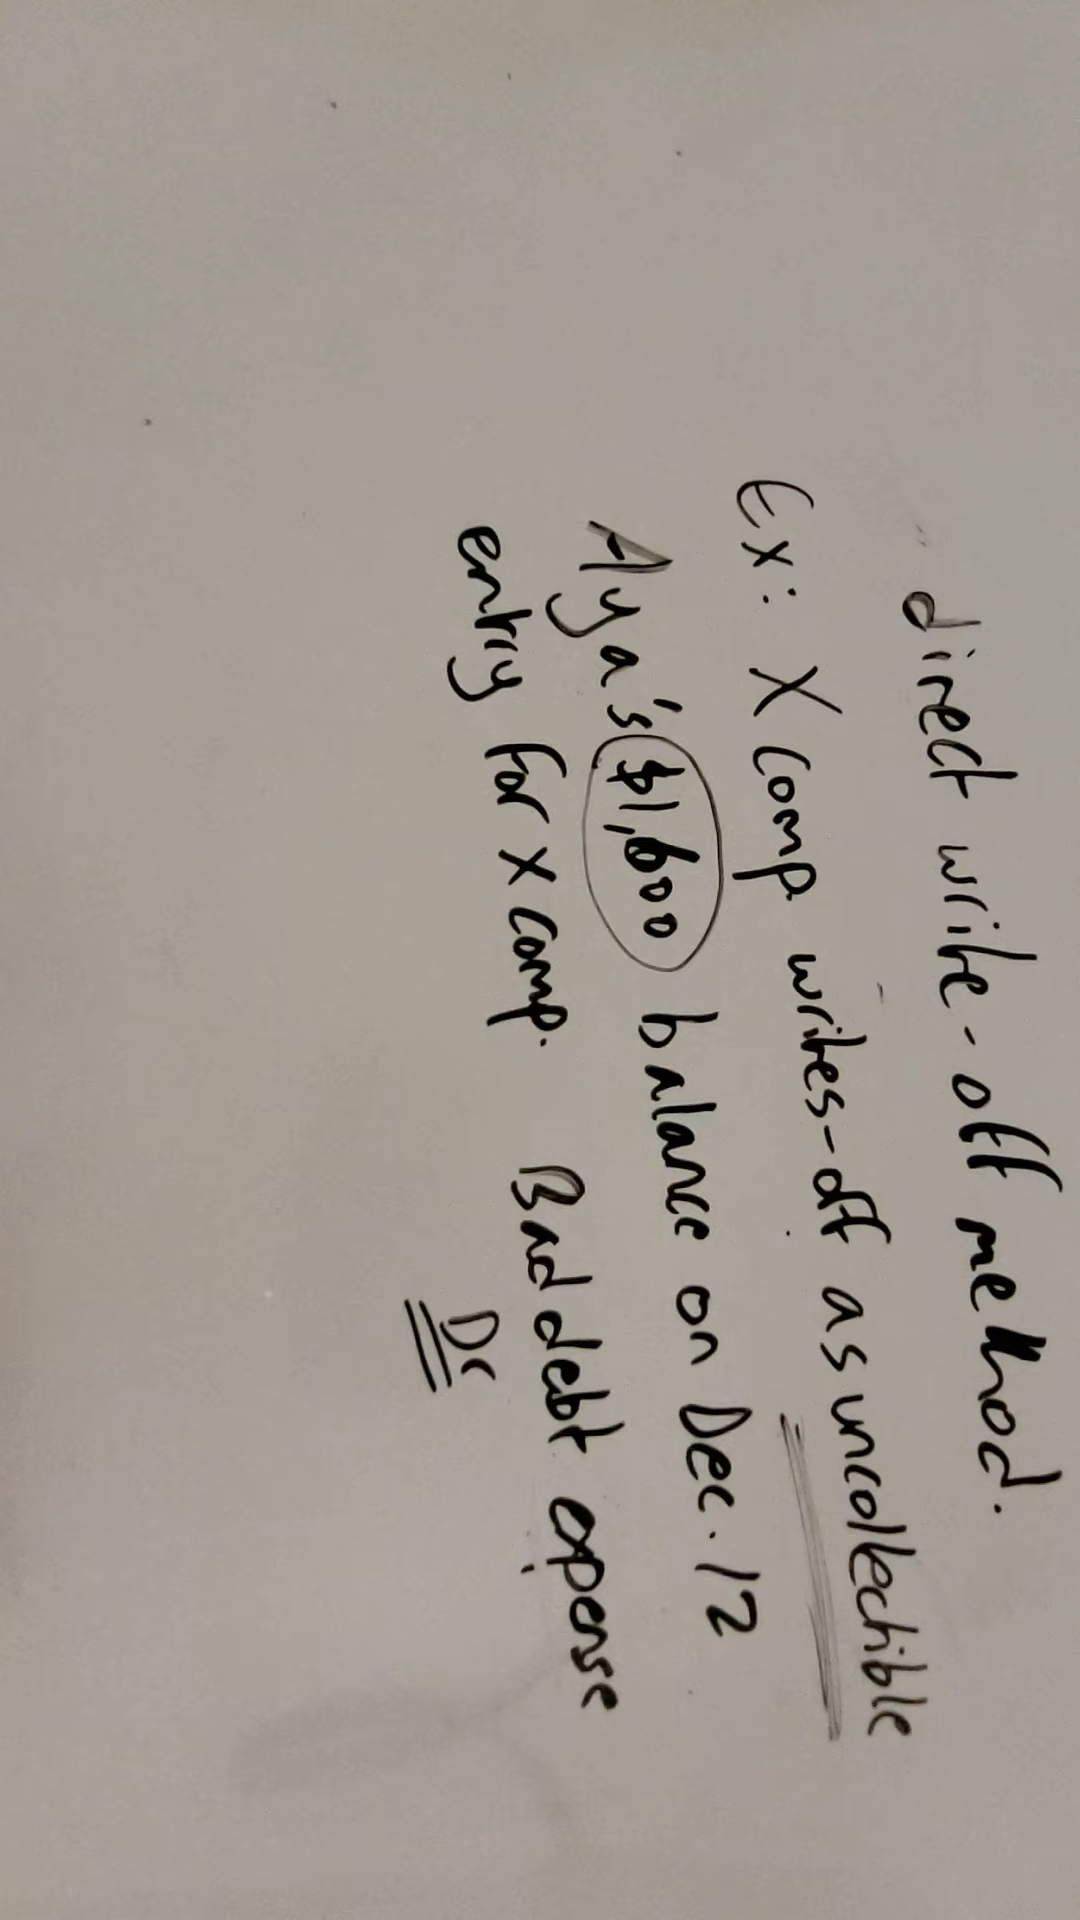 direct write-off method.
Ex: X comp writes-off as uncollectible
Aya's $1,600 balance on Dec. 12
entry for X comp. Bad debt expense
Dr